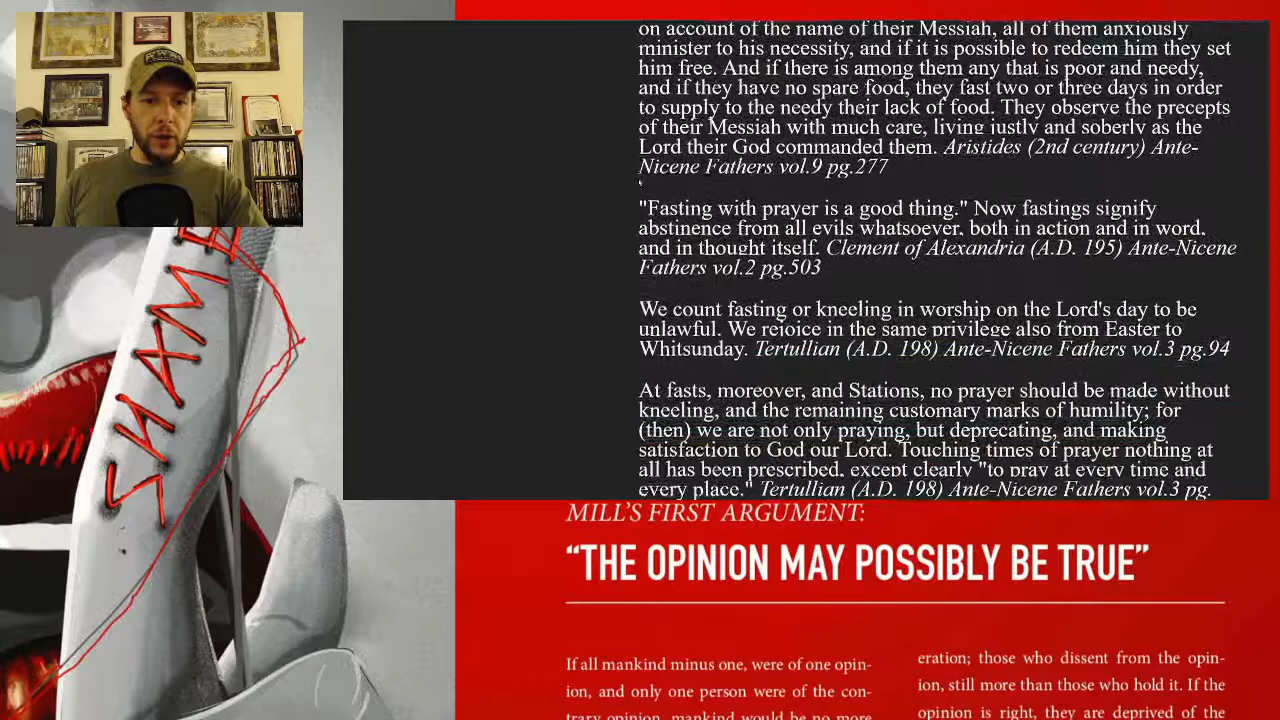 on account of the name of their Messiah, all of them anxiously
minister to his necessity, and if it is possible to redeem him they set
him free. And if there is among them any that is poor and needy,
and if they have no spare food, they fast two or three days in order
to supply to the needy their lack of food. They observe the precepts
of their Messiah with much care, living justly and soberly as the
Lord their God commanded them. Aristides (2nd century) Ante-
Nicene Fathers vol.9 pg.277
"Fasting with prayer is a good thing." Now fastings signify
abstinence from all evils whatsoever, both in action and in word,
and in thought itself. Clement of Alexandria (A.D. 195) Ante-Nicene
Fathers vol.2 pg.503
We count fasting or kneeling in worship on the Lord's day to be
unlawful. We rejoice in the same privilege also from Easter to
Whitsunday. Tertullian (A.D. 198) Ante-Nicene Fathers vol.3 pg.94
At fasts, moreover, and Stations, no prayer should be made without
kneeling, and the remaining customary marks of humility; for
(then) we are not only praying, but deprecating, and making
satisfaction to God our Lord. Touching times of prayer nothing at
all has been prescribed, except clearly "to pray at every time and
every place." Tertullian (A.D. 198) Ante-Nicene Fathers vol.3 pg.
SHAME
MILL'S FIRST ARGUMENT:
“THE OPINION MAY POSSIBLY BE TRUE”
If all mankind minus one, were of one opin-
ion, and only one person were of the con-
trary opinion, mankind would be no more
eration; those who dissent from the opin-
ion, still more than those who hold it. If the
opinion is right, they are deprived of the